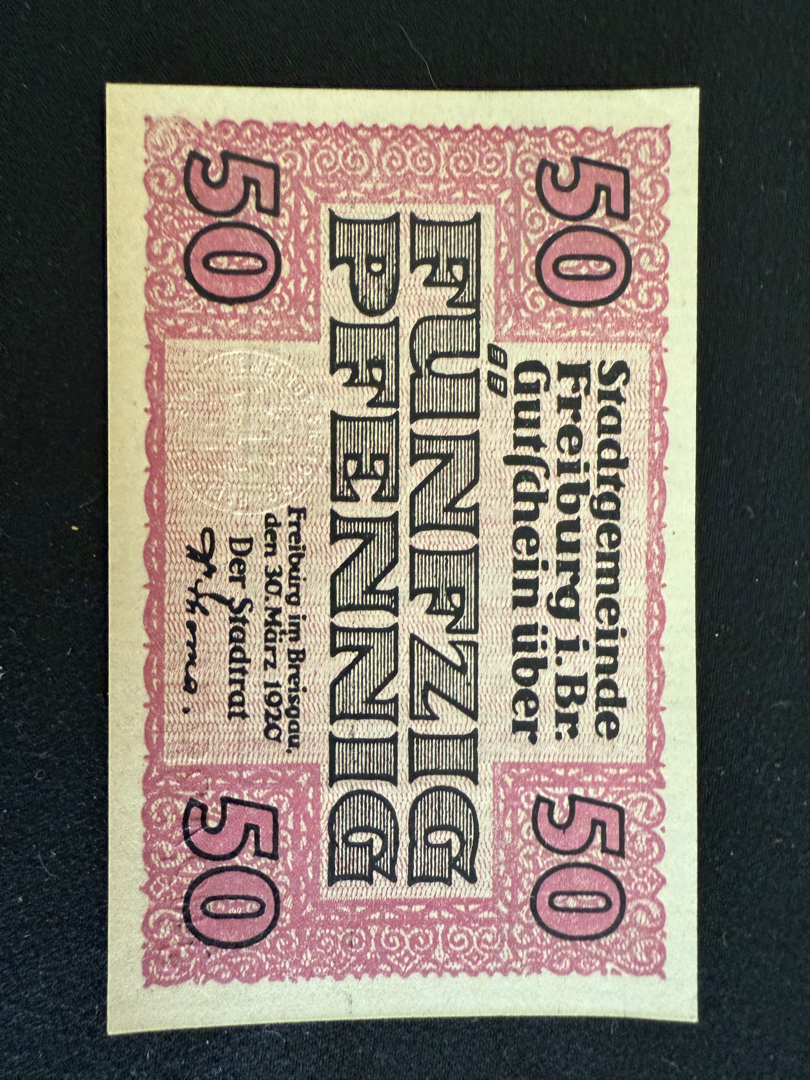 50
50
Stadtgemeinde
Freiburg i. Br.
Gutschein über
FÜNFZIG
PFENNIG
Freiburg im Breisgau,
den 30. März 1920
Der Stadtrat
50
50